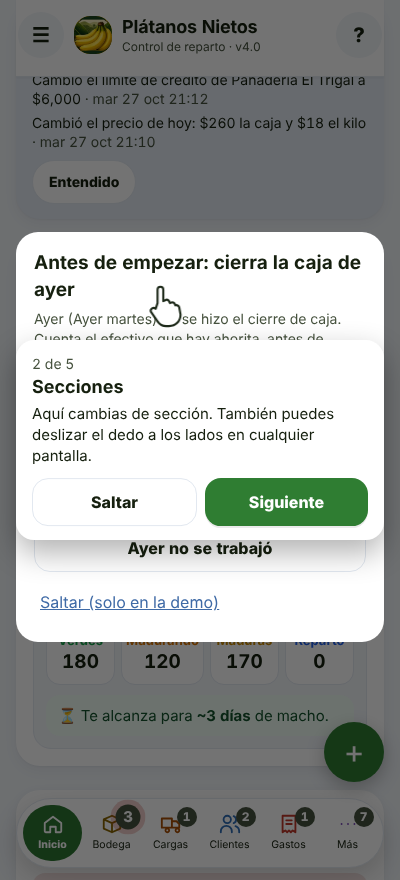 ☰
Plátanos Nietos
Control de reparto · v4.0
?
Cambió el límite de crédito de Panadería El Trigal a
$6,000 · mar 27 oct 21:12
Cambió el precio de hoy: $260 la caja y $18 el kilo
· mar 27 oct 21:10
Entendido
Antes de empezar: cierra la caja de
ayer
Ayer (Ayer martes) se hizo el cierre de caja.
Cuenta el efectivo que hay ahorita, antes de
2 de 5
Secciones
Aquí cambias de sección. También puedes
deslizar el dedo a los lados en cualquier
pantalla.
Saltar
Siguiente
Ayer no se trabajó
Saltar (solo en la demo)
Verdes Madurando Maduras Reparto
180 120 170 0
⏳ Te alcanza para ~3 días de macho.
+
3 1 2 1 7
Inicio Bodega Cargas Clientes Gastos Más